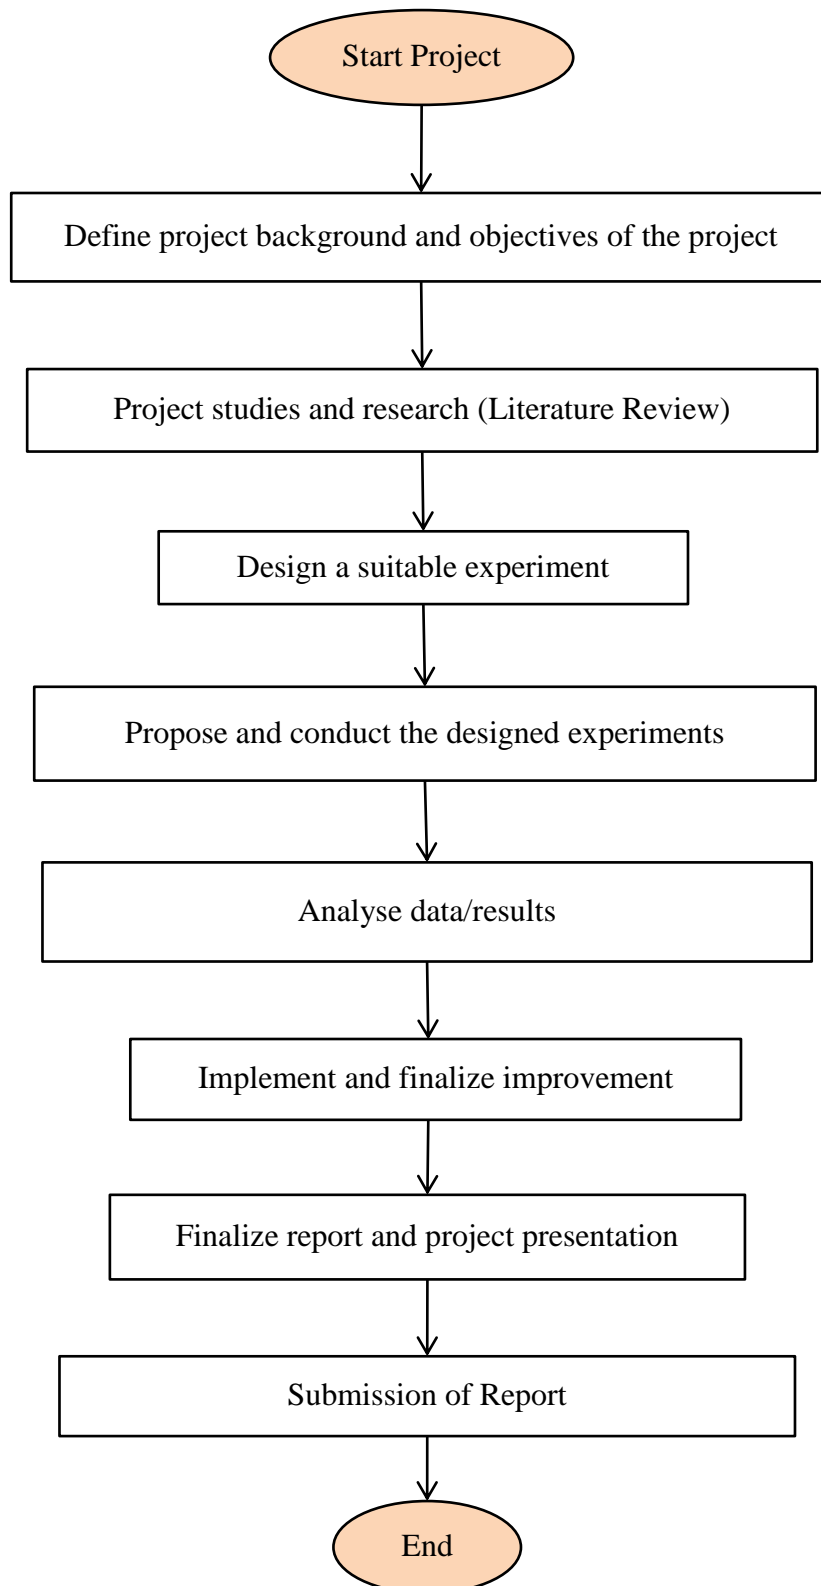 Start Project
Define project background and objectives of the project
Project studies and research (Literature Review)
Design a suitable experiment
Propose and conduct the designed experiments
Analyse data/results
Implement and finalize improvement
Finalize report and project presentation
Submission of Report
End